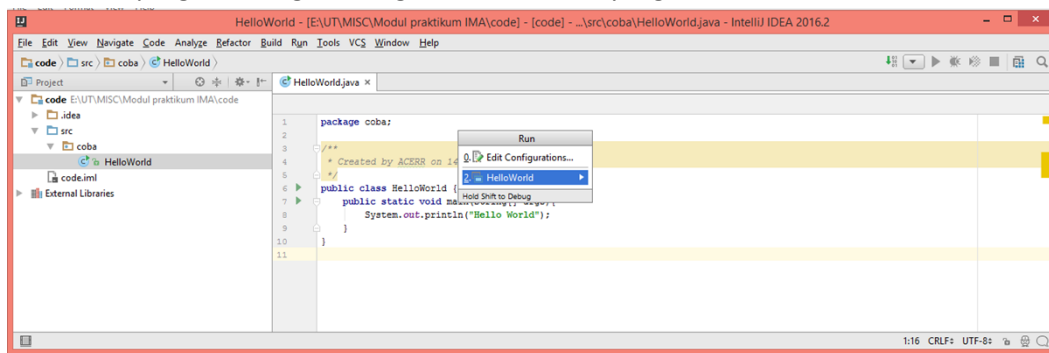 HelloWorld - [E:\UT\MISC\Modul praktikum IMA\code] - [code] - ...\src\coba\HelloWorld.java - IntelliJ IDEA 2016.2
File Edit View Navigate Code Analyze Refactor Build Run Tools VCS Window Help
code src coba HelloWorld
Project
HelloWorld.java
code E:\UT\MISC\Modul praktikum IMA\code
.idea
src
coba
HelloWorld
code.iml
External Libraries
1 package coba;
2
3 /**
4 * Created by ACERR on 14
5 */
6 public class HelloWorld {
7 public static void main(String[] args){
8 System.out.println("Hello World");
9 }
10 }
11
Run
0. Edit Configurations...
2. HelloWorld
Hold Shift to Debug
1:16 CRLF UTF-8